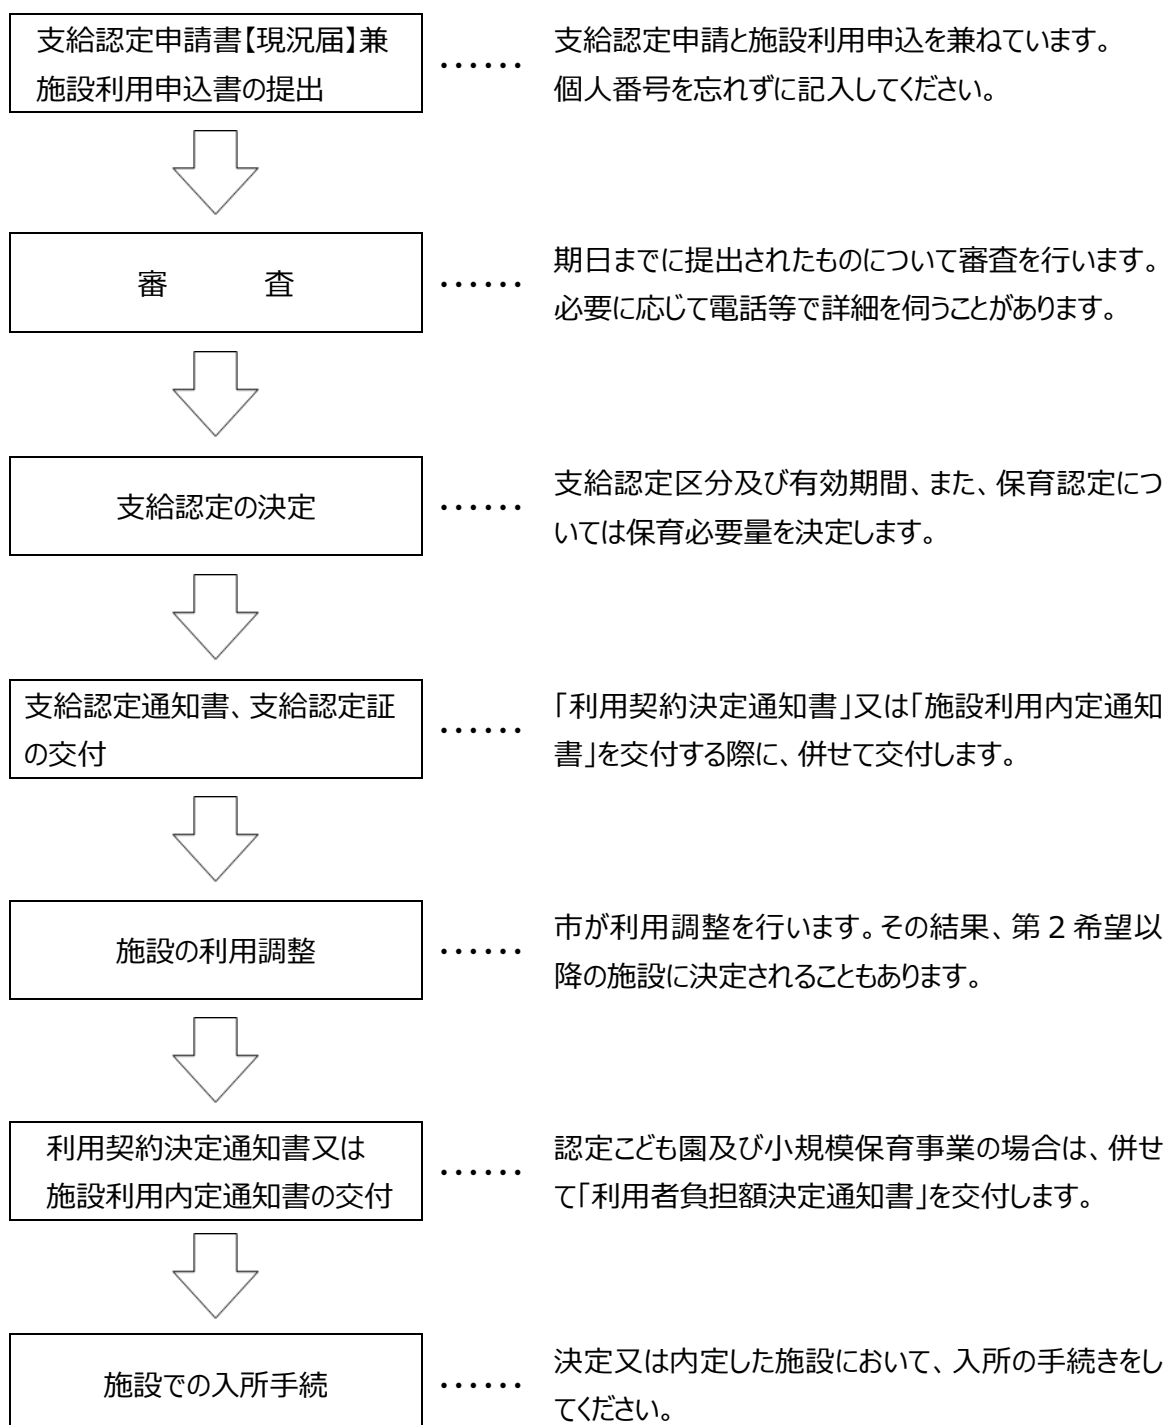 支給認定申請書【現況届】兼
施設利用申込書の提出
・・・・・・
支給認定申請と施設利用申込を兼ねています。
個人番号を忘れずに記入してください。
審　　　査
・・・・・・
期日までに提出されたものについて審査を行います。
必要に応じて電話等で詳細を伺うことがあります。
支給認定の決定
・・・・・・
支給認定区分及び有効期間、また、保育認定につ
いては保育必要量を決定します。
支給認定通知書、支給認定証
の交付
・・・・・・
「利用契約決定通知書」又は「施設利用内定通知
書」を交付する際に、併せて交付します。
施設の利用調整
・・・・・・
市が利用調整を行います。その結果、第 2 希望以
降の施設に決定されることもあります。
利用契約決定通知書又は
施設利用内定通知書の交付
・・・・・・
認定こども園及び小規模保育事業の場合は、併せ
て「利用者負担額決定通知書」を交付します。
施設での入所手続
・・・・・・
決定又は内定した施設において、入所の手続きをし
てください。